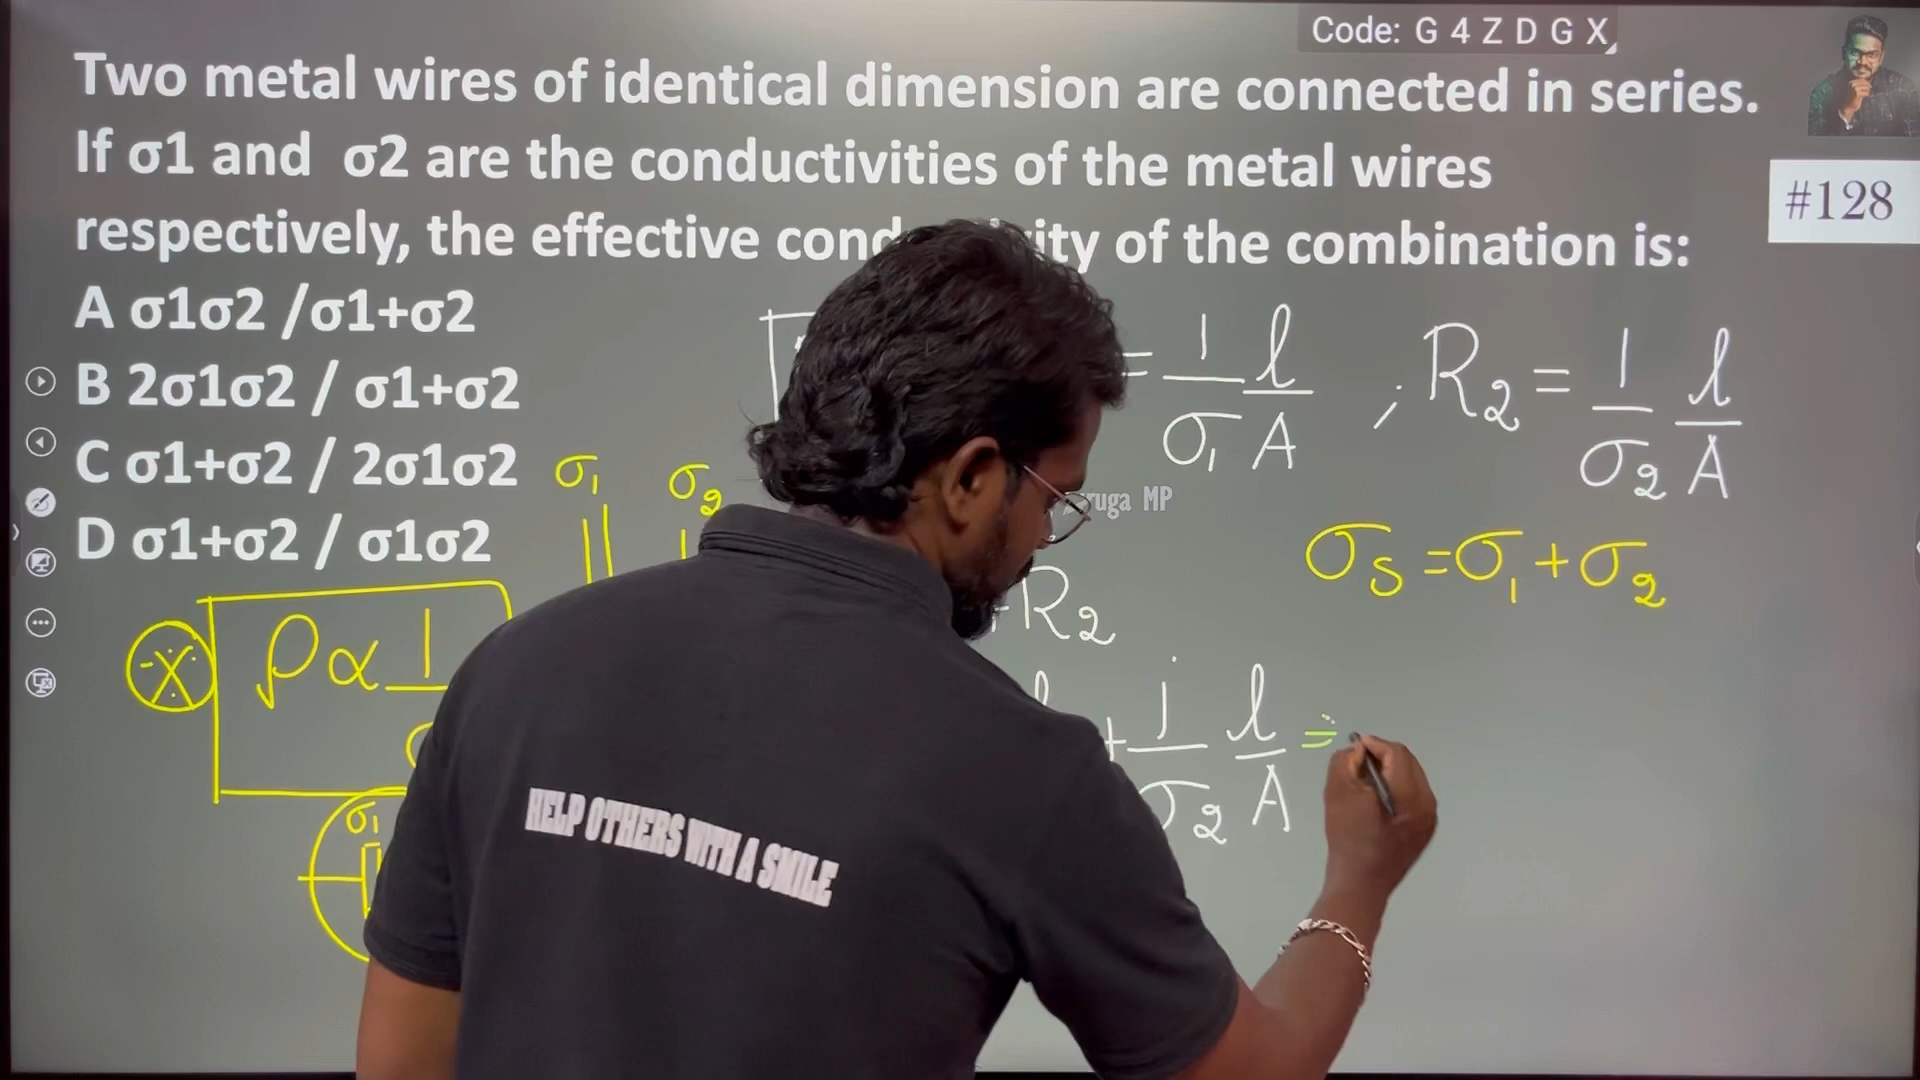 Code: G 4 Z D G X
Two metal wires of identical dimension are connected in series.
If σ1 and σ2 are the conductivities of the metal wires
#128
respectively, the effective ity of the combination is:
A σ1σ2 /σ1+σ2
B 2σ1σ2 / σ1+σ2
C σ1+σ2 / 2σ1σ2
D σ1+σ2 / σ1σ2
= 1/σ₁ l/A ; R₂ = 1/σ₂ l/A
σ₁ σ₂
MP
σs = σ₁ + σ₂
R₂
x ρ α 1
+ 1/σ₂ l/A =
σ₁
HELP OTHERS WITH A SMILE